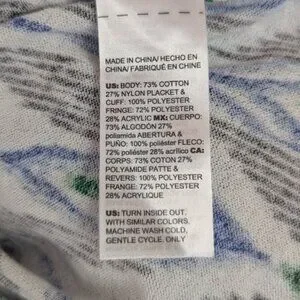 MADE IN CHINA/ HECHO EN
CHINA/ FABRIQUÉ EN CHINE
US: BODY: 73% COTTON
27% NYLON PLACKET &
CUFF: 100% POLYESTER
FRINGE: 72% POLYESTER
28% ACRYLIC MX: CUERPO:
73% ALGODÓN 27%
poliamida ABERTURA &
PUÑO: 100% poliéster FLECO:
72% poliéster 28% acrílico CA:
CORPS: 73% COTON 27%
POLYAMIDE PATTE &
REVERS: 100% POLYESTER
FRANGE: 72% POLYESTER
28% ACRYLIQUE
US: TURN INSIDE OUT.
WITH SIMILAR COLORS.
MACHINE WASH COLD,
GENTLE CYCLE. ONLY